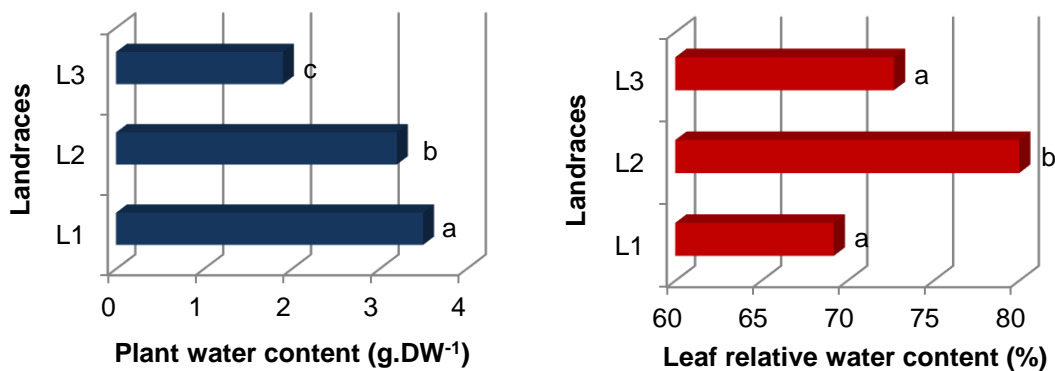 Landraces
L3
c
L2
b
L1
a
0 1 2 3 4
Plant water content (g.DW⁻¹)
Landraces
L3
a
L2
b
L1
a
60 65 70 75 80
Leaf relative water content (%)